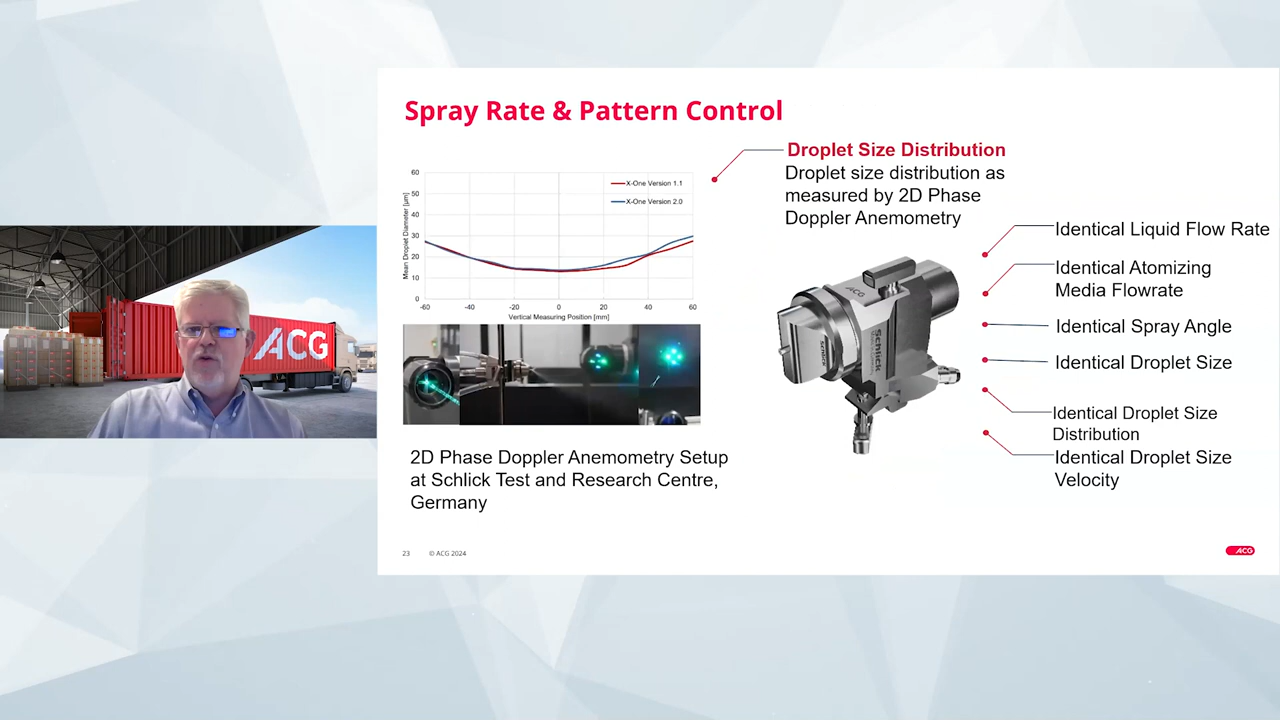 Spray Rate & Pattern Control
Droplet Size Distribution
Droplet size distribution as
measured by 2D Phase
Doppler Anemometry
60
50
40
30
20
10
0
-60
-40
-20
0
20
40
60
Mean Droplet Diameter [µm]
Vertical Measuring Position [mm]
X-One Version 1.1
X-One Version 2.0
Identical Liquid Flow Rate
Identical Atomizing
Media Flowrate
Identical Spray Angle
Identical Droplet Size
Identical Droplet Size
Distribution
Identical Droplet Size
Velocity
ACG
ACG
Schlick
schlick
2D Phase Doppler Anemometry Setup
at Schlick Test and Research Centre,
Germany
23
© ACG 2024
ACG